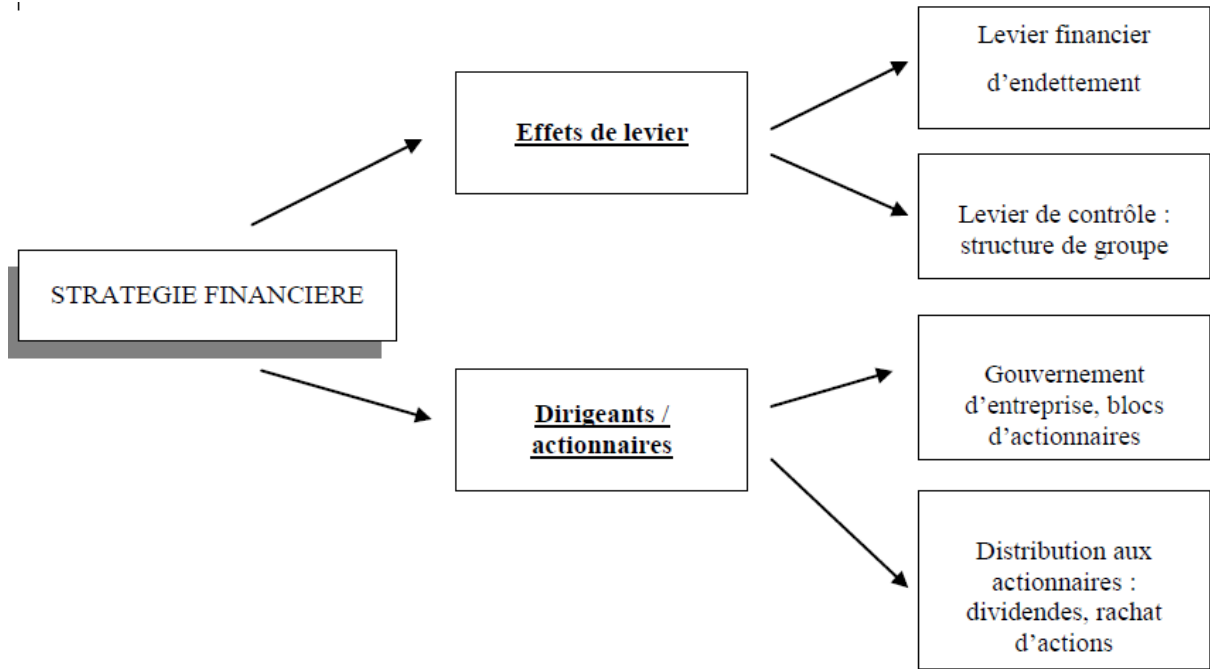 STRATEGIE FINANCIERE
Effets de levier
Dirigeants /
actionnaires
Levier financier
d’endettement
Levier de contrôle :
structure de groupe
Gouvernement
d’entreprise, blocs
d’actionnaires
Distribution aux
actionnaires :
dividendes, rachat
d’actions